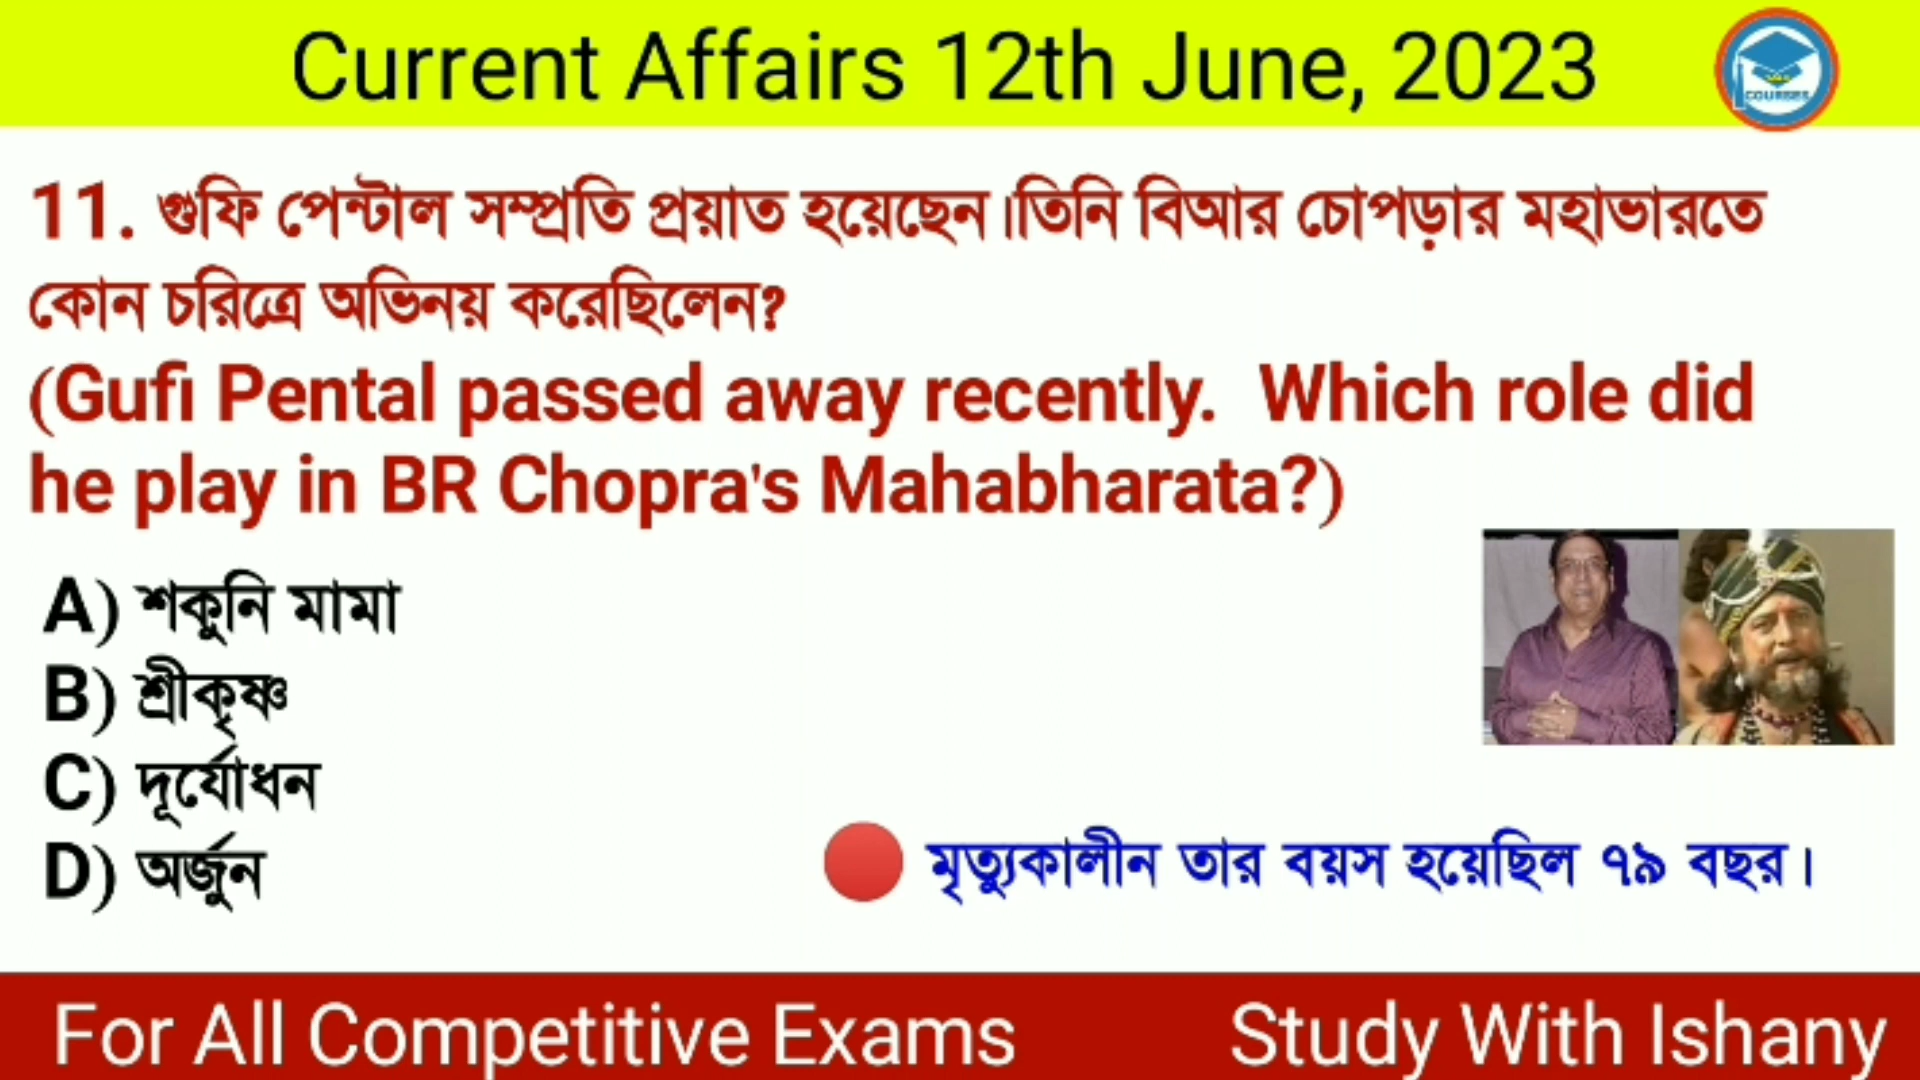 Current Affairs 12th June, 2023
COURSES
11. গুফি পেন্টাল সম্প্রতি প্রয়াত হয়েছেন।তিনি বিআর চোপড়ার মহাভারতে
কোন চরিত্রে অভিনয় করেছিলেন?
(Gufi Pental passed away recently. Which role did
he play in BR Chopra's Mahabharata?)
A) শকুনি মামা
B) শ্রীকৃষ্ণ
C) দূর্যোধন
D) অর্জুন
মৃত্যুকালীন তার বয়স হয়েছিল ৭৯ বছর।
For All Competitive Exams
Study With Ishany